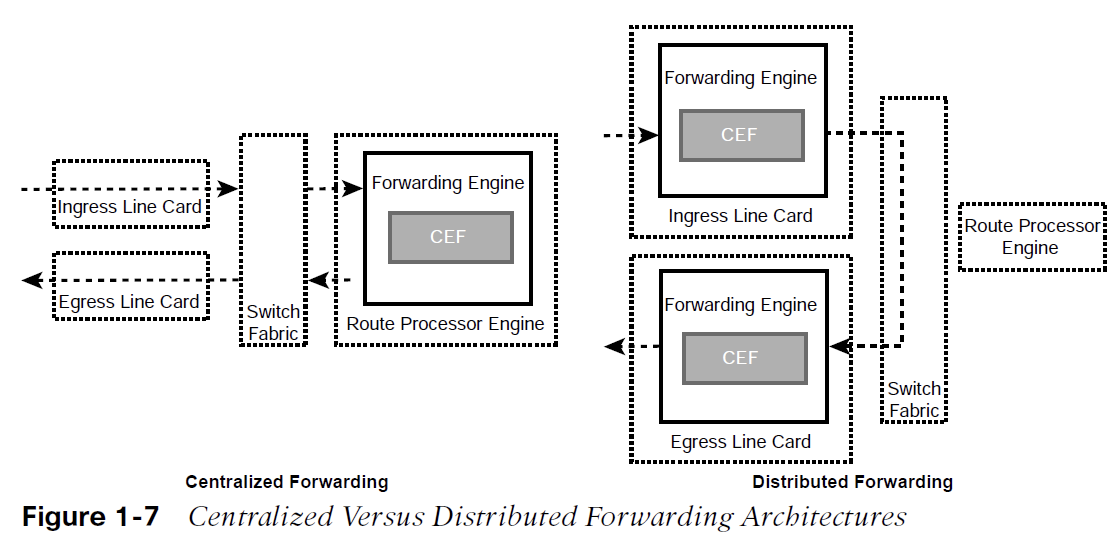 Ingress Line Card
Egress Line Card
Switch
Fabric
Forwarding Engine
CEF
Route Processor Engine
Centralized Forwarding
Forwarding Engine
CEF
Ingress Line Card
Forwarding Engine
CEF
Egress Line Card
Switch
Fabric
Route Processor
Engine
Distributed Forwarding
Figure 1-7 Centralized Versus Distributed Forwarding Architectures